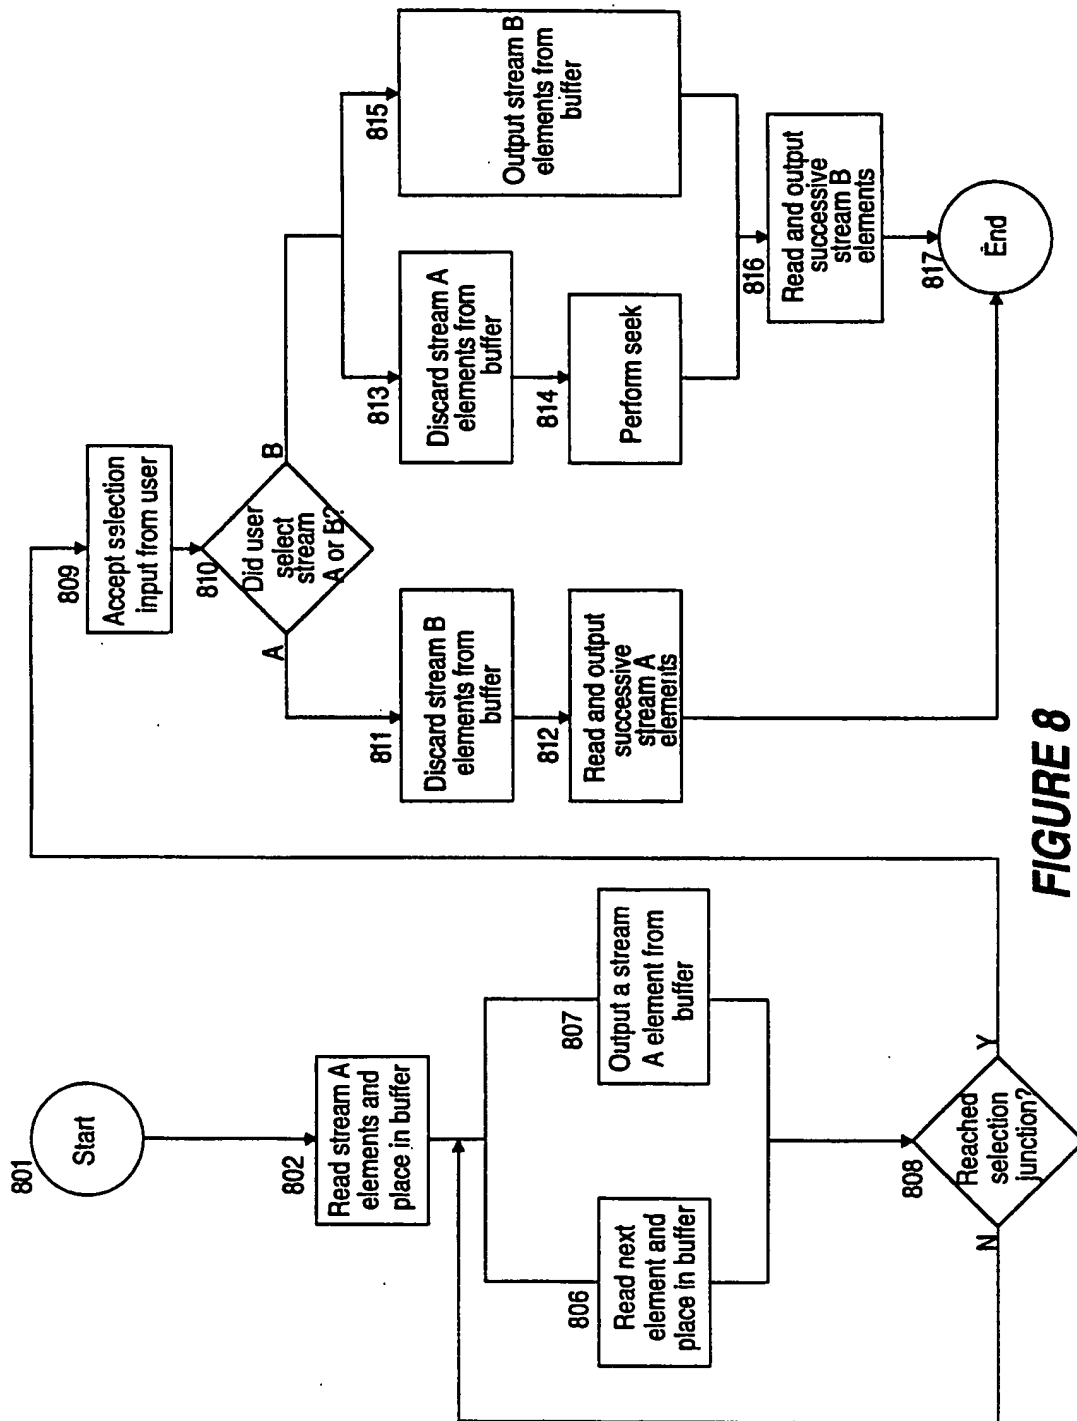 801
Start
802
Read stream A
elements and
place in buffer
806
Read next
element and
place in buffer
807
Output a stream
A element from
buffer
808
Reached
selection
junction?
N
Y
809
Accept selection
input from user
810
Did user
select
stream
A or B?
A
B
811
Discard stream B
elements from
buffer
812
Read and output
successive
stream A
elements
813
Discard stream A
elements from
buffer
814
Perform seek
815
Output stream B
elements from
buffer
816
Read and output
successive
stream B
elements
817
End
FIGURE 8